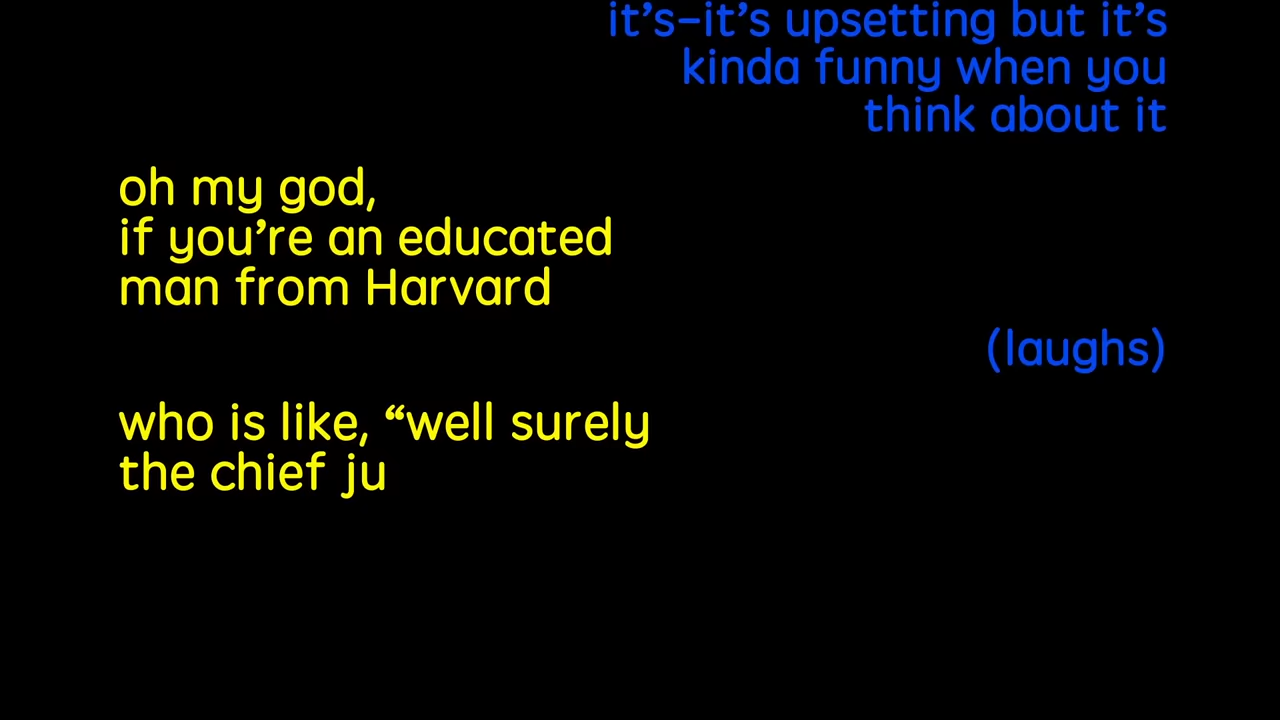 it’s–it’s upsetting but it’s
kinda funny when you
think about it
oh my god,
if you’re an educated
man from Harvard
(laughs)
who is like, “well surely
the chief ju